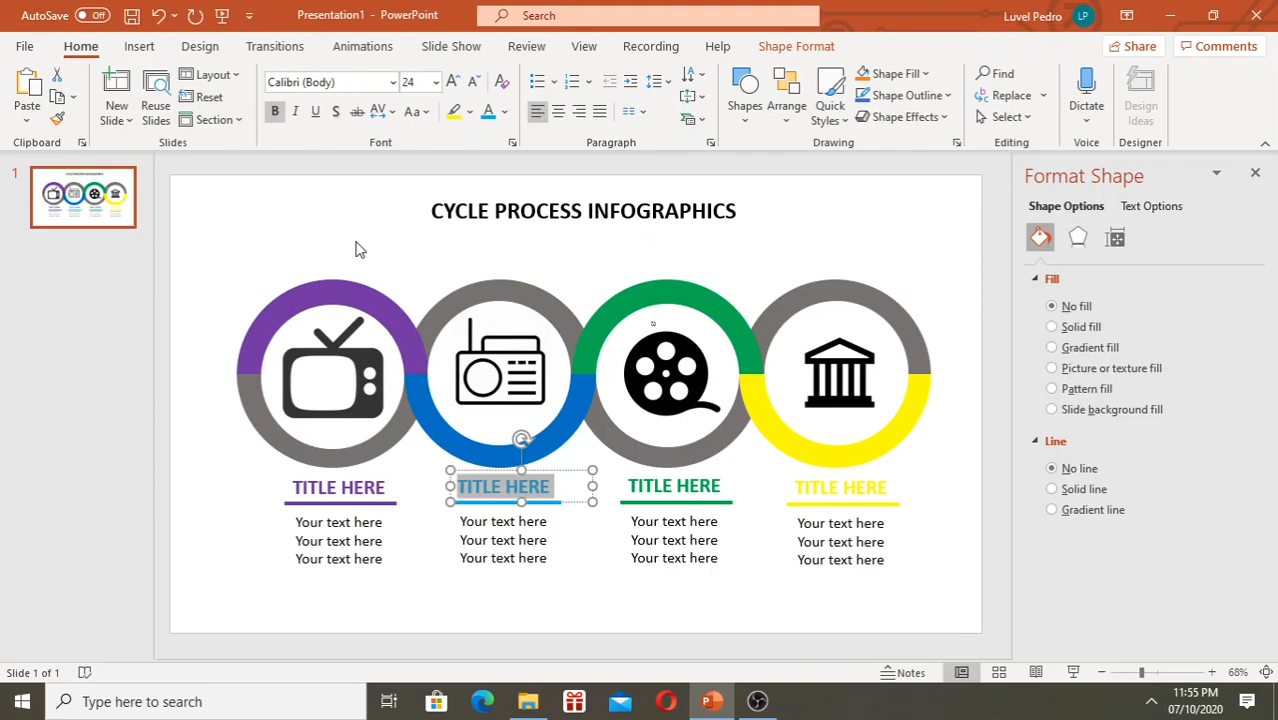 AutoSave Off Presentation1 - PowerPoint Search Luvel Pedro LP
File Home Insert Design Transitions Animations Slide Show Review View Recording Help Shape Format Share Comments
Paste New Slide Reuse Slides Layout Reset Section
Calibri (Body) 24
B I U S ab AV Aa A
Shapes Arrange Quick Styles Shape Fill Shape Outline Shape Effects
Find Replace Select Dictate Design Ideas
Clipboard Slides Font Paragraph Drawing Editing Voice Designer
1
CYCLE PROCESS INFOGRAPHICS
TITLE HERE TITLE HERE TITLE HERE TITLE HERE
Your text here Your text here Your text here Your text here
Your text here Your text here Your text here Your text here
Your text here Your text here Your text here Your text here
Format Shape
Shape Options Text Options
Fill
No fill
Solid fill
Gradient fill
Picture or texture fill
Pattern fill
Slide background fill
Line
No line
Solid line
Gradient line
Slide 1 of 1 Notes 68%
Type here to search 11:55 PM
07/10/2020